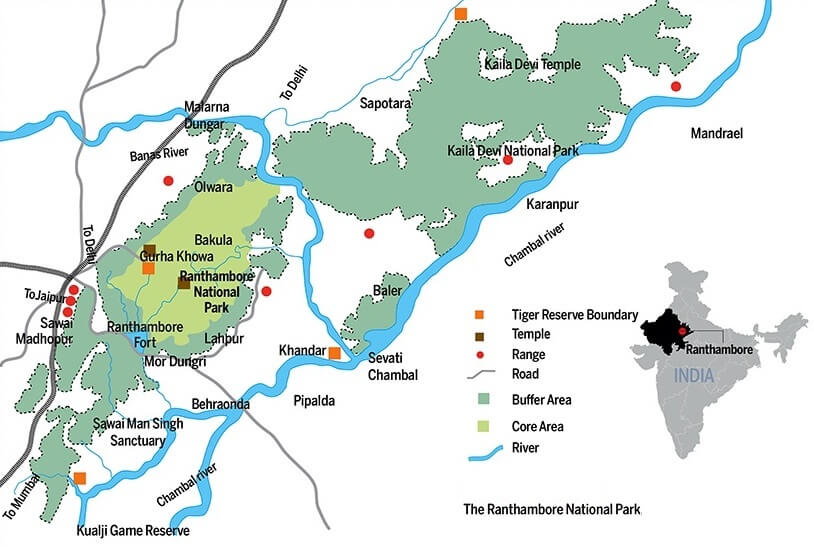 Kaila Devi Temple
To Delhi
Sapotara
Malarna
Dungar
Mandrael
Banas River
Kaila Devi National Park
Olwara
Karanpur
To Delhi
Bakula
Chambal river
Gurha Khowa
Ranthambore
National
Park
ToJaipur
Baler
Sawai
Madhopur
Ranthambore
Fort
Lahpur
Mor Dungri
Khandar
Sevati
Chambal
Behraonda
Pipalda
Sawai Man Singh
Sanctuary
Chambal river
To Mumbai
Kualji Game Reserve
Tiger Reserve Boundary
Temple
Range
Road
Buffer Area
Core Area
River
Ranthambore
INDIA
The Ranthambore National Park